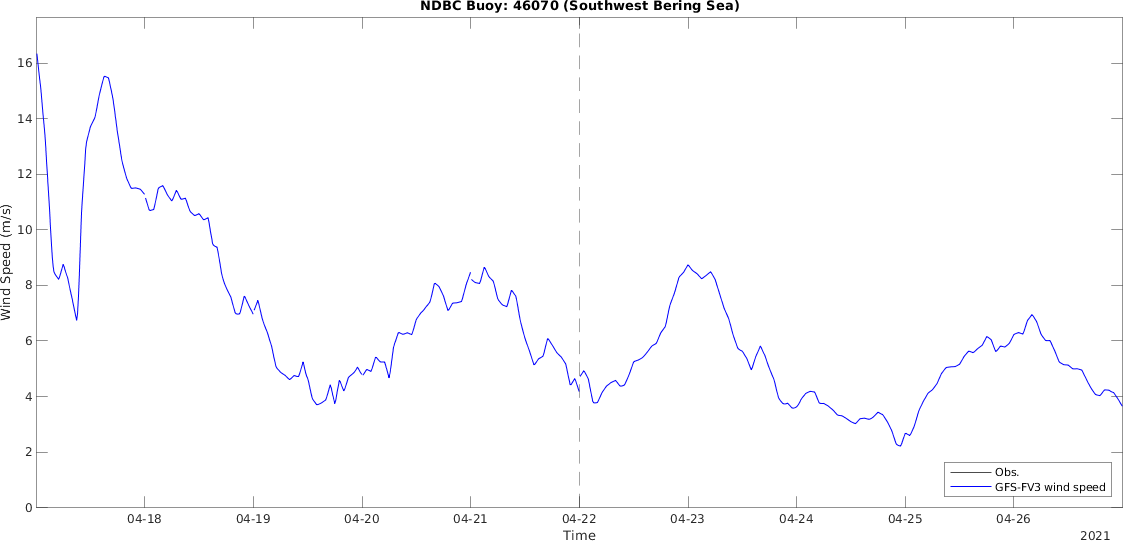 NDBC Buoy: 46070 (Southwest Bering Sea)
Wind Speed (m/s)
16
14
12
10
8
6
4
2
0
04-18 04-19 04-20 04-21 04-22 04-23 04-24 04-25 04-26
Time
2021
Obs.
GFS-FV3 wind speed